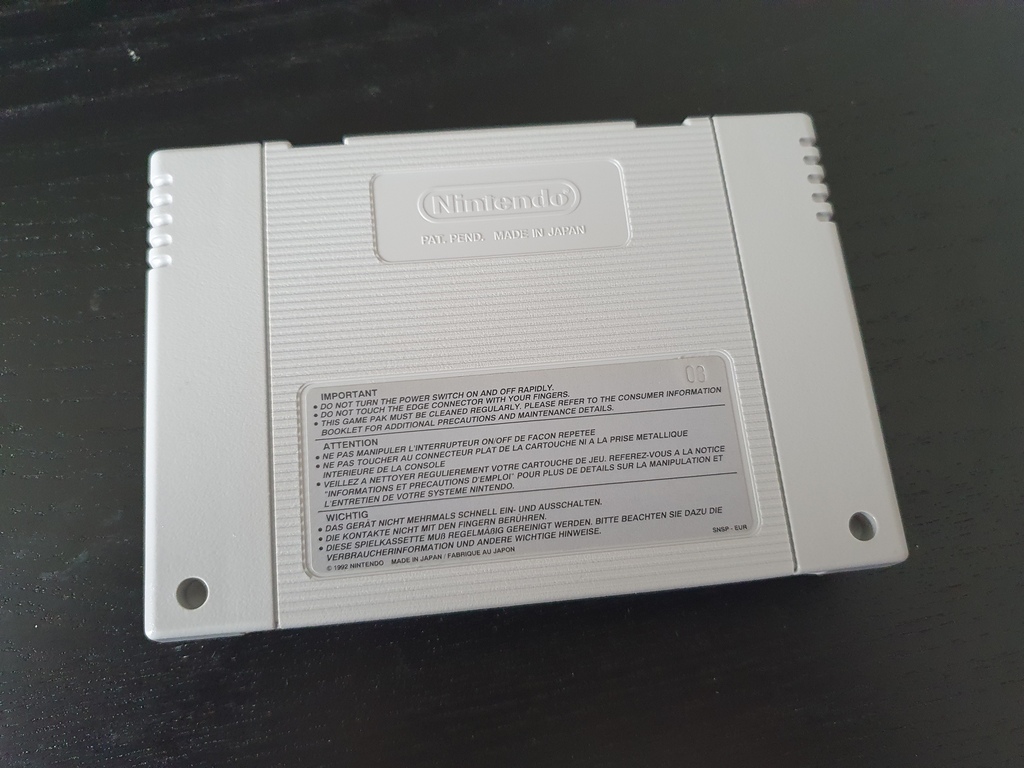 Nintendo®
PAT. PEND. MADE IN JAPAN
00
IMPORTANT
• DO NOT TURN THE POWER SWITCH ON AND OFF RAPIDLY.
• DO NOT TOUCH THE EDGE CONNECTOR WITH YOUR FINGERS.
• THIS GAME PAK MUST BE CLEANED REGULARLY. PLEASE REFER TO THE CONSUMER INFORMATION
BOOKLET FOR ADDITIONAL PRECAUTIONS AND MAINTENANCE DETAILS.
ATTENTION
• NE PAS MANIPULER L'INTERRUPTEUR ON/OFF DE FACON REPETEE
• NE PAS TOUCHER AU CONNECTEUR PLAT DE LA CARTOUCHE NI A LA PRISE METALLIQUE
INTERIEURE DE LA CONSOLE
• VEILLEZ A NETTOYER REGULIEREMENT VOTRE CARTOUCHE DE JEU. REFEREZ-VOUS A LA NOTICE
"INFORMATIONS ET PRECAUTIONS D'EMPLOI" POUR PLUS DE DETAILS SUR LA MANIPULATION ET
L'ENTRETIEN DE VOTRE SYSTEME NINTENDO.
WICHTIG
• DAS GERÄT NICHT MEHRMALS SCHNELL EIN- UND AUSSCHALTEN.
• DIE KONTAKTE NICHT MIT DEN FINGERN BERÜHREN.
• DIESE SPIELKASSETTE MUß REGELMÄßIG GEREINIGT WERDEN. BITTE BEACHTEN SIE DAZU DIE
VERBRAUCHERINFORMATION UND ANDERE WICHTIGE HINWEISE.
SNSP - EUR
© 1992 NINTENDO MADE IN JAPAN / FABRIQUE AU JAPON